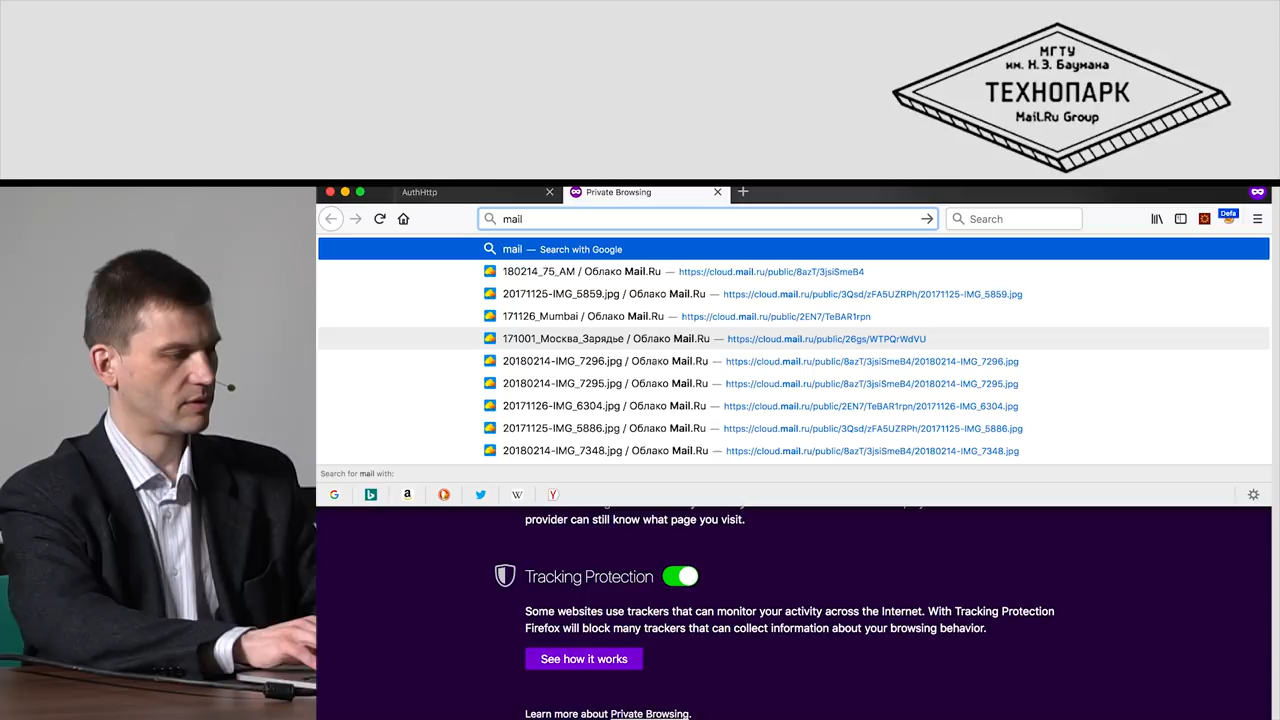 МГТУ
им. Н.Э. Баумана
ТЕХНОПАРК
Mail.Ru Group
AuthHttp
Private Browsing
mail
Search
Defa
mail — Search with Google
180214_75_AM / Облако Mail.Ru — https://cloud.mail.ru/public/8azT/3jsiSmeB4
20171125-IMG_5859.jpg / Облако Mail.Ru — https://cloud.mail.ru/public/3Qsd/zFA5UZRPh/20171125-IMG_5859.jpg
171126_Mumbai / Облако Mail.Ru — https://cloud.mail.ru/public/2EN7/TeBAR1rpn
171001_Москва_Зарядье / Облако Mail.Ru — https://cloud.mail.ru/public/26gs/WTPQrWdVU
20180214-IMG_7296.jpg / Облако Mail.Ru — https://cloud.mail.ru/public/8azT/3jsiSmeB4/20180214-IMG_7296.jpg
20180214-IMG_7295.jpg / Облако Mail.Ru — https://cloud.mail.ru/public/8azT/3jsiSmeB4/20180214-IMG_7295.jpg
20171126-IMG_6304.jpg / Облако Mail.Ru — https://cloud.mail.ru/public/2EN7/TeBAR1rpn/20171126-IMG_6304.jpg
20171125-IMG_5886.jpg / Облако Mail.Ru — https://cloud.mail.ru/public/3Qsd/zFA5UZRPh/20171125-IMG_5886.jpg
20180214-IMG_7348.jpg / Облако Mail.Ru — https://cloud.mail.ru/public/8azT/3jsiSmeB4/20180214-IMG_7348.jpg
Search for mail with:
provider can still know what page you visit.
Tracking Protection
Some websites use trackers that can monitor your activity across the Internet. With Tracking Protection
Firefox will block many trackers that can collect information about your browsing behavior.
See how it works
Learn more about Private Browsing.